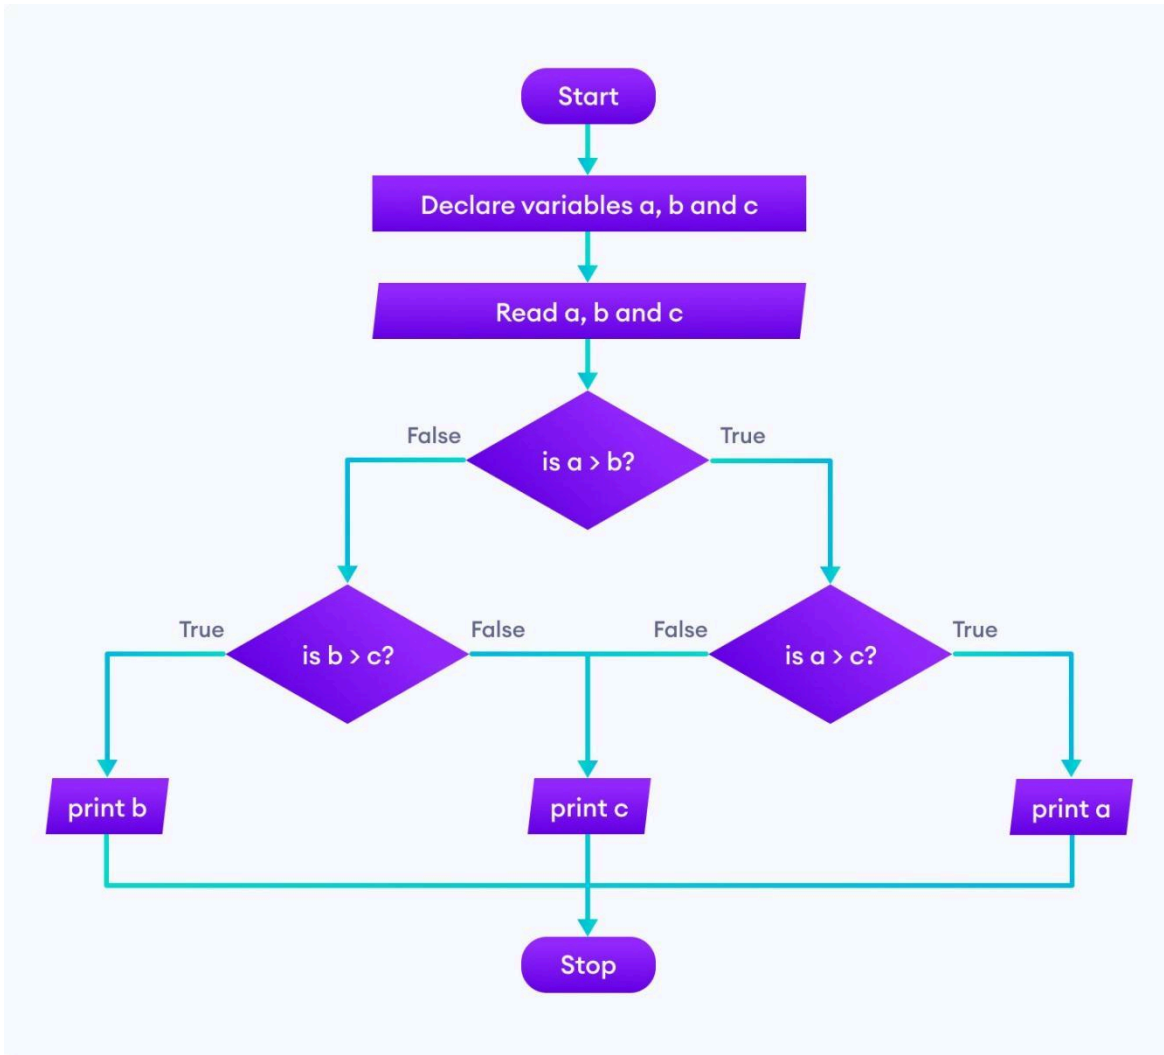 Start
Declare variables a, b and c
Read a, b and c
False
True
is a > b?
True
False
False
True
is b > c?
is a > c?
print b
print c
print a
Stop